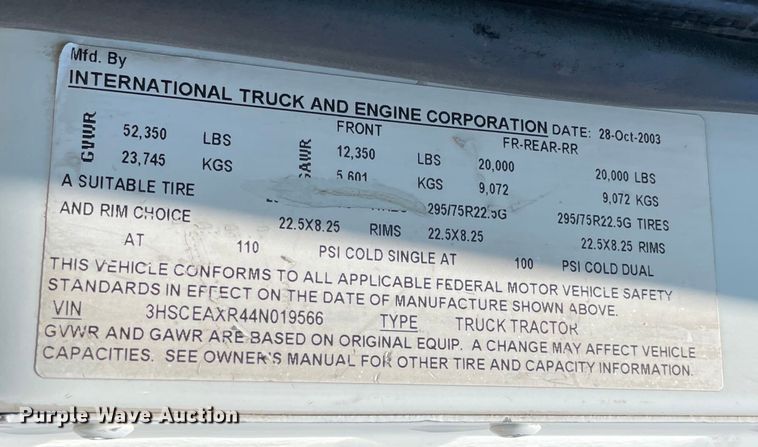 Mfd. By
INTERNATIONAL TRUCK AND ENGINE CORPORATION DATE: 28-Oct-2003
GVWR 52,350 LBS GAWR FRONT 12,350 LBS FR-REAR-RR 20,000 20,000 LBS
23,745 KGS 5,601 KGS 9,072 9,072 KGS
A SUITABLE TIRE 295/75R22.5G 295/75R22.5G TIRES
AND RIM CHOICE 22.5X8.25 RIMS 22.5X8.25 22.5X8.25 RIMS
AT 110 PSI COLD SINGLE AT 100 PSI COLD DUAL
THIS VEHICLE CONFORMS TO ALL APPLICABLE FEDERAL MOTOR VEHICLE SAFETY
STANDARDS IN EFFECT ON THE DATE OF MANUFACTURE SHOWN ABOVE.
VIN 3HSCEAXR44N019566 TYPE TRUCK TRACTOR
GVWR AND GAWR ARE BASED ON ORIGINAL EQUIP. A CHANGE MAY AFFECT VEHICLE
CAPACITIES. SEE OWNER'S MANUAL FOR OTHER TIRE AND CAPACITY INFORMATION.
Purple Wave Auction